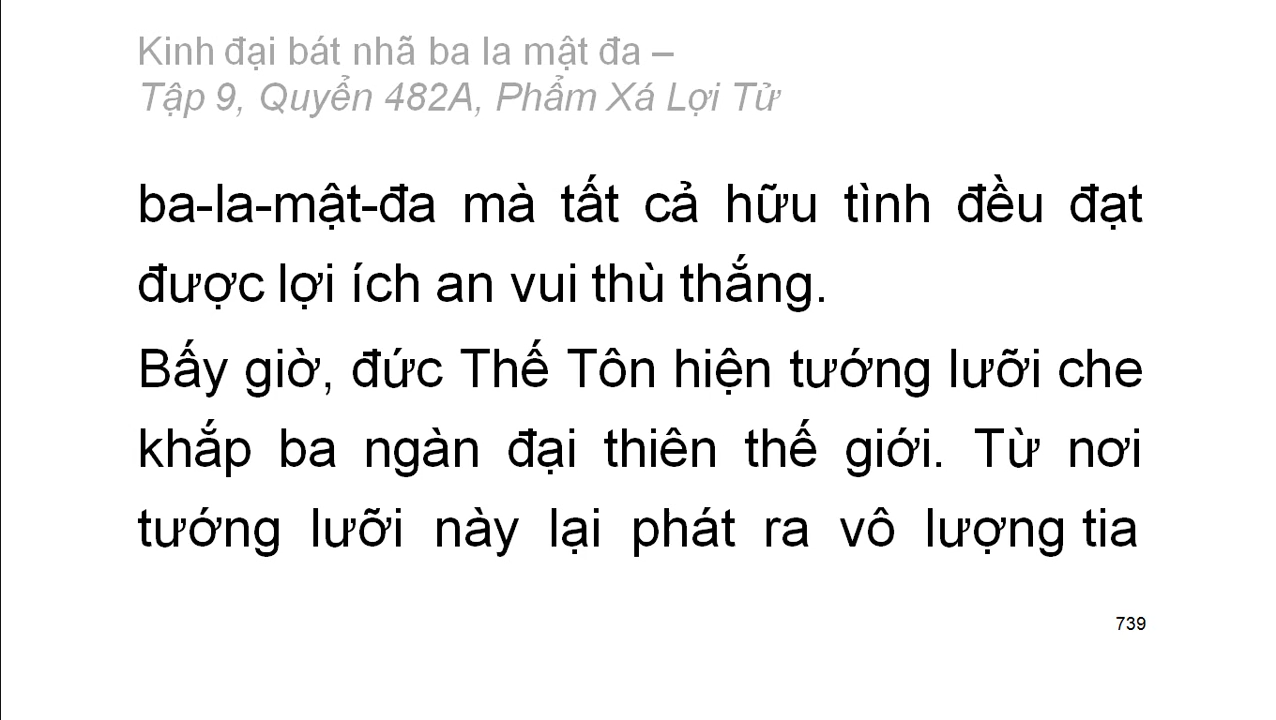 Kinh đại bát nhã ba la mật đa –
Tập 9, Quyển 482A, Phẩm Xá Lợi Tử
ba-la-mật-đa mà tất cả hữu tình đều đạt
được lợi ích an vui thù thắng.
Bấy giờ, đức Thế Tôn hiện tướng lưỡi che
khắp ba ngàn đại thiên thế giới. Từ nơi
tướng lưỡi này lại phát ra vô lượng tia
739